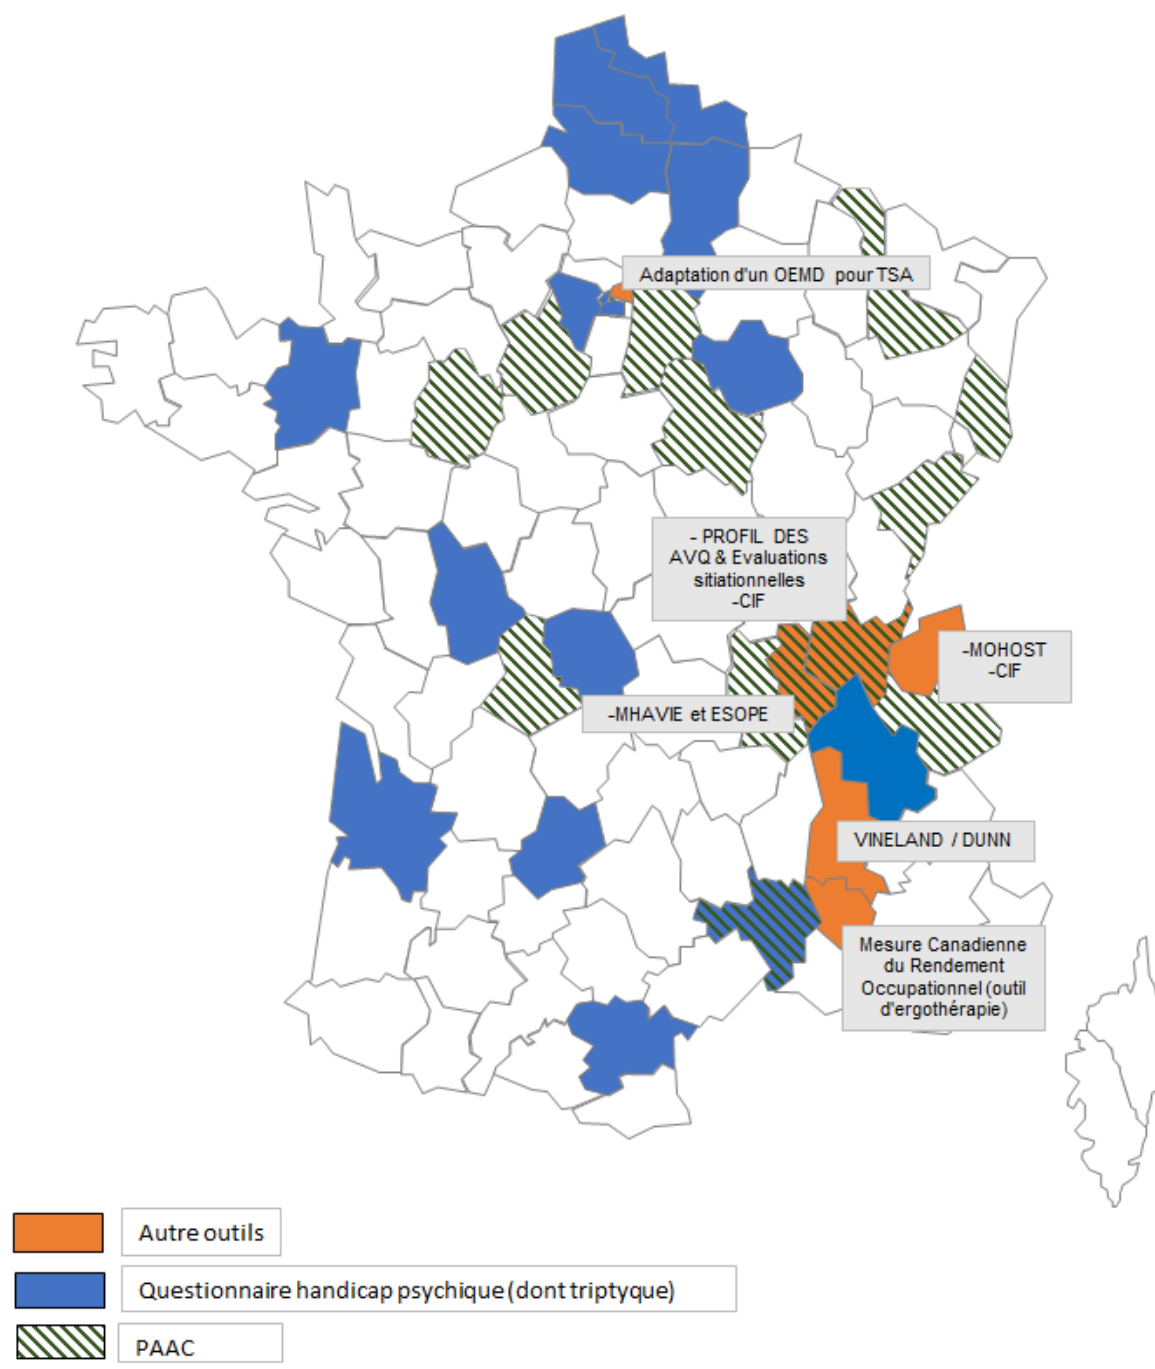 Adaptation d'un OEMD pour TSA
- PROFIL DES
AVQ & Evaluations
sitiationnelles
-CIF
-MOHOST
-CIF
-MHAVIE et ESOPE
VINELAND / DUNN
Mesure Canadienne
du Rendement
Occupationnel (outil
d'ergothérapie)
Autre outils
Questionnaire handicap psychique (dont triptyque)
PAAC